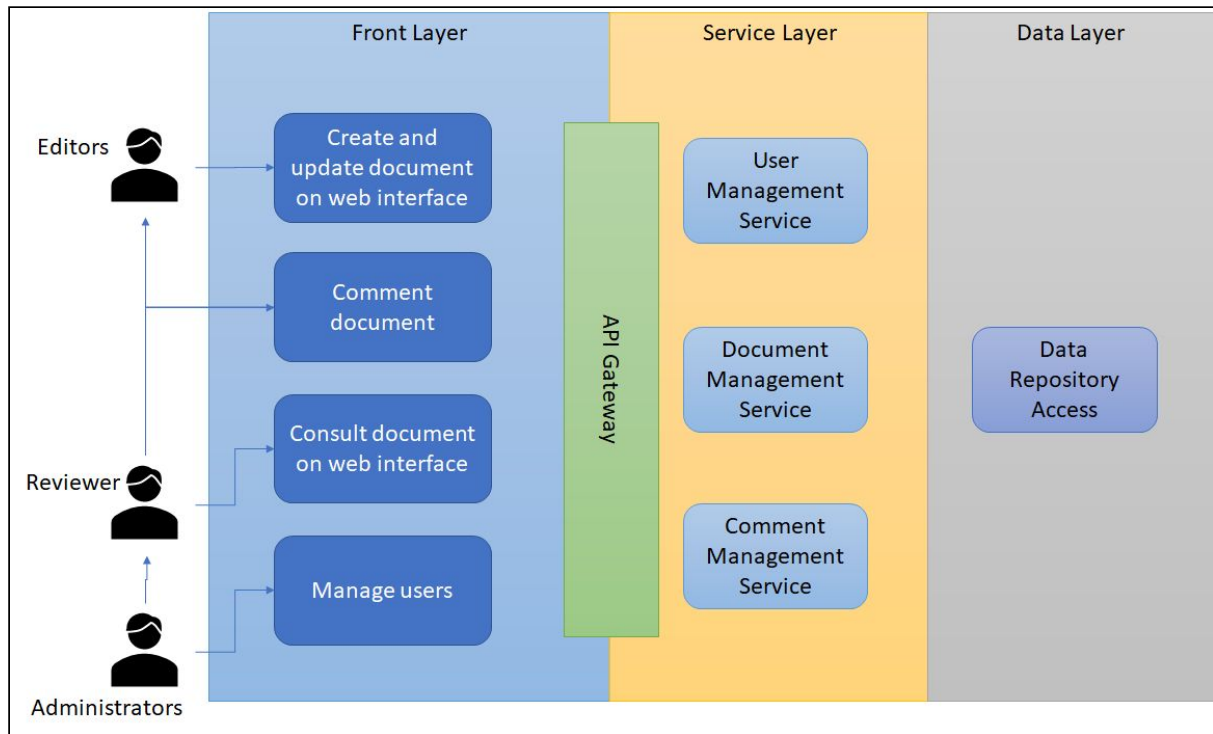 Front Layer
Service Layer
Data Layer
Editors
Create and
update document
on web interface
Comment
document
Reviewer
Consult document
on web interface
Manage users
Administrators
API Gateway
User
Management
Service
Document
Management
Service
Comment
Management
Service
Data
Repository
Access